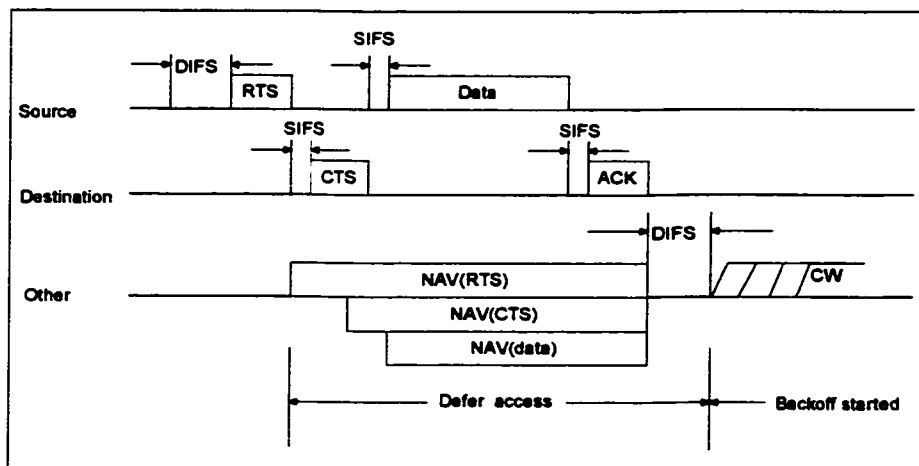 SIFS
DIFS
RTS
Data
Source
SIFS
SIFS
CTS
ACK
Destination
DIFS
NAV(RTS)
CW
Other
NAV(CTS)
NAV(data)
Defer access
Backoff started